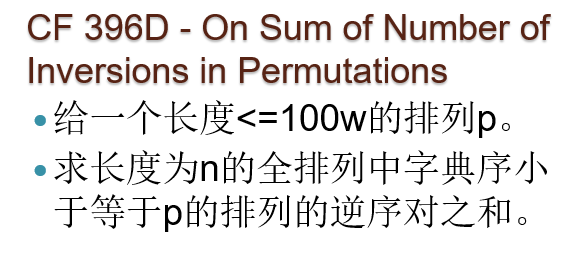 CF 396D - On Sum of Number of
Inversions in Permutations
•给一个长度<=100w的排列p。
•求长度为n的全排列中字典序小
于等于p的排列的逆序对之和。